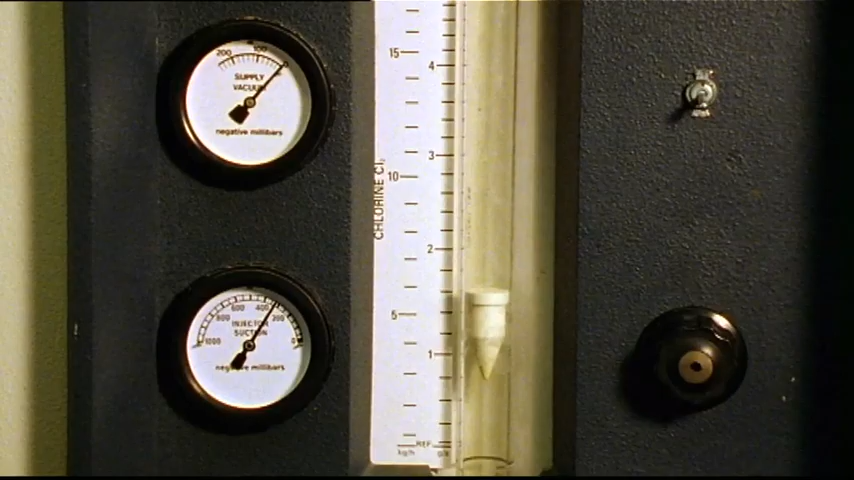 200 100 0
SUPPLY
VACUUM
negative millibars
1000 800 600 400 200 0
INJECTOR
SUCTION
negative millibars
CHLORINE Cl₂
15
10
5
kg/h
4
3
2
1
REF.